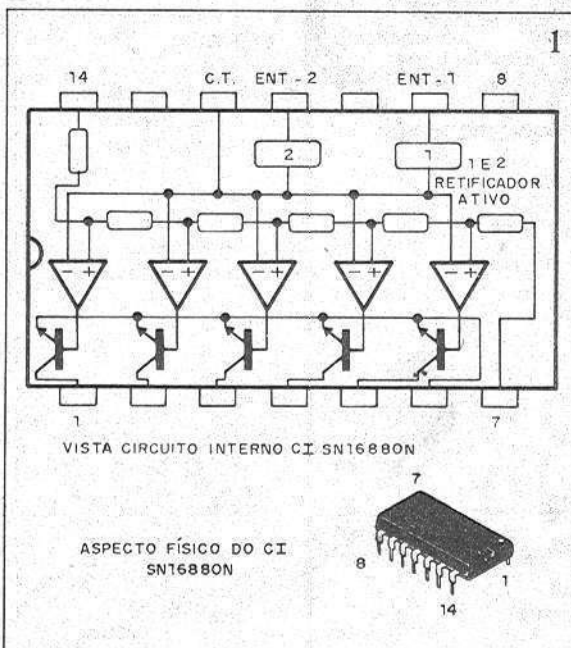 1
14 C.T. ENT-2 ENT-1 8
2 1 1 E 2
RETIFICADOR
ATIVO
- + - + - + - + - +
1 7
VISTA CIRCUITO INTERNO CI SN16880N
7
ASPECTO FÍSICO DO CI
SN16880N
8 1
14